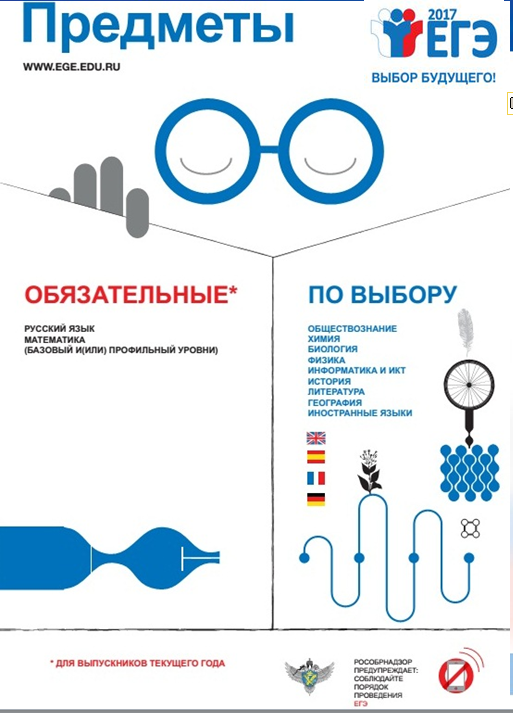 Предметы
2017
ЕГЭ
WWW.EGE.EDU.RU
ВЫБОР БУДУЩЕГО!
ОБЯЗАТЕЛЬНЫЕ*
РУССКИЙ ЯЗЫК
МАТЕМАТИКА
(БАЗОВЫЙ И(ИЛИ) ПРОФИЛЬНЫЙ УРОВНИ)
ПО ВЫБОРУ
ОБЩЕСТВОЗНАНИЕ
ХИМИЯ
БИОЛОГИЯ
ФИЗИКА
ИНФОРМАТИКА И ИКТ
ИСТОРИЯ
ЛИТЕРАТУРА
ГЕОГРАФИЯ
ИНОСТРАННЫЕ ЯЗЫКИ
* ДЛЯ ВЫПУСКНИКОВ ТЕКУЩЕГО ГОДА
РОСОБРНАДЗОР
ПРЕДУПРЕЖДАЕТ:
СОБЛЮДАЙТЕ
ПОРЯДОК
ПРОВЕДЕНИЯ
ЕГЭ